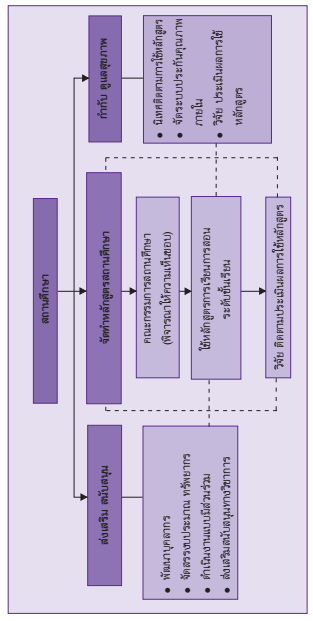 สถานศึกษา
ส่งเสริม สนับสนุน
จัดทำหลักสูตรสถานศึกษา
กำกับ ดูแลสุขภาพ
• พัฒนาบุคลากร
• จัดสรรงบประมาณ ทรัพยากร
• ดำเนินงานแบบมีส่วนร่วม
• ส่งเสริมสนับสนุนทางวิชาการ
คณะกรรมการสถานศึกษา
(พิจารณาให้ความเห็นชอบ)
ใช้หลักสูตรการเรียนการสอน
ระดับชั้นเรียน
วิจัย ติดตามประเมินผลการใช้หลักสูตร
• นิเทศติดตามการใช้หลักสูตร
• จัดระบบประกันคุณภาพ
ภายใน
• วิจัย ประเมินผลการใช้
หลักสูตร